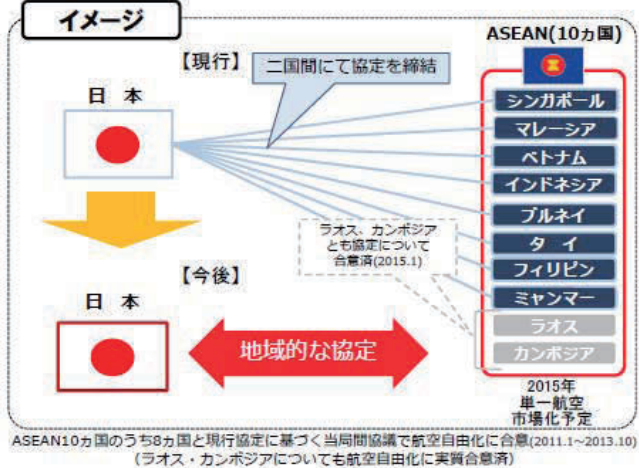 イメージ
ASEAN(10ヵ国)
【現行】
二国間にて協定を締結
日 本
シンガポール
マレーシア
ベトナム
インドネシア
ブルネイ
タ イ
フィリピン
ミャンマー
ラオス
カンボジア
ラオス、カンボジア
とも協定について
合意済(2015.1)
【今後】
日 本
地域的な協定
2015年
単一航空
市場化予定
ASEAN10ヵ国のうち8ヵ国と現行協定に基づく当局間協議で航空自由化に合意(2011.1~2013.10)
(ラオス・カンボジアについても航空自由化に実質合意済)